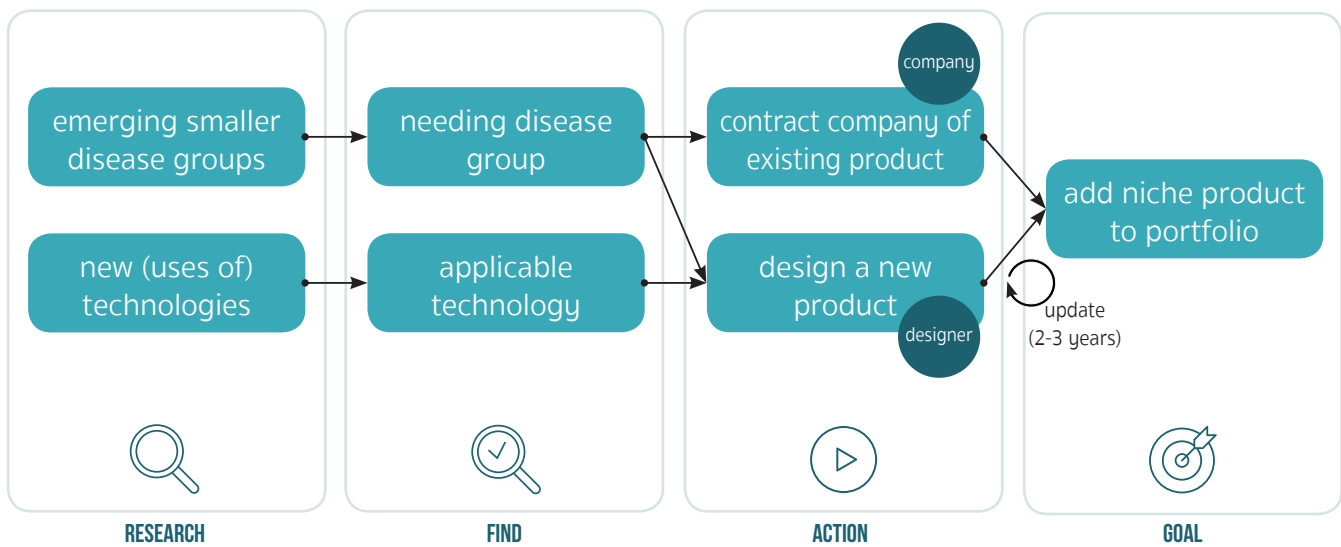 company
emerging smaller
disease groups
needing disease
group
contract company of
existing product
add niche product
to portfolio
new (uses of)
technologies
applicable
technology
design a new
product
designer
update
(2-3 years)
RESEARCH
FIND
ACTION
GOAL